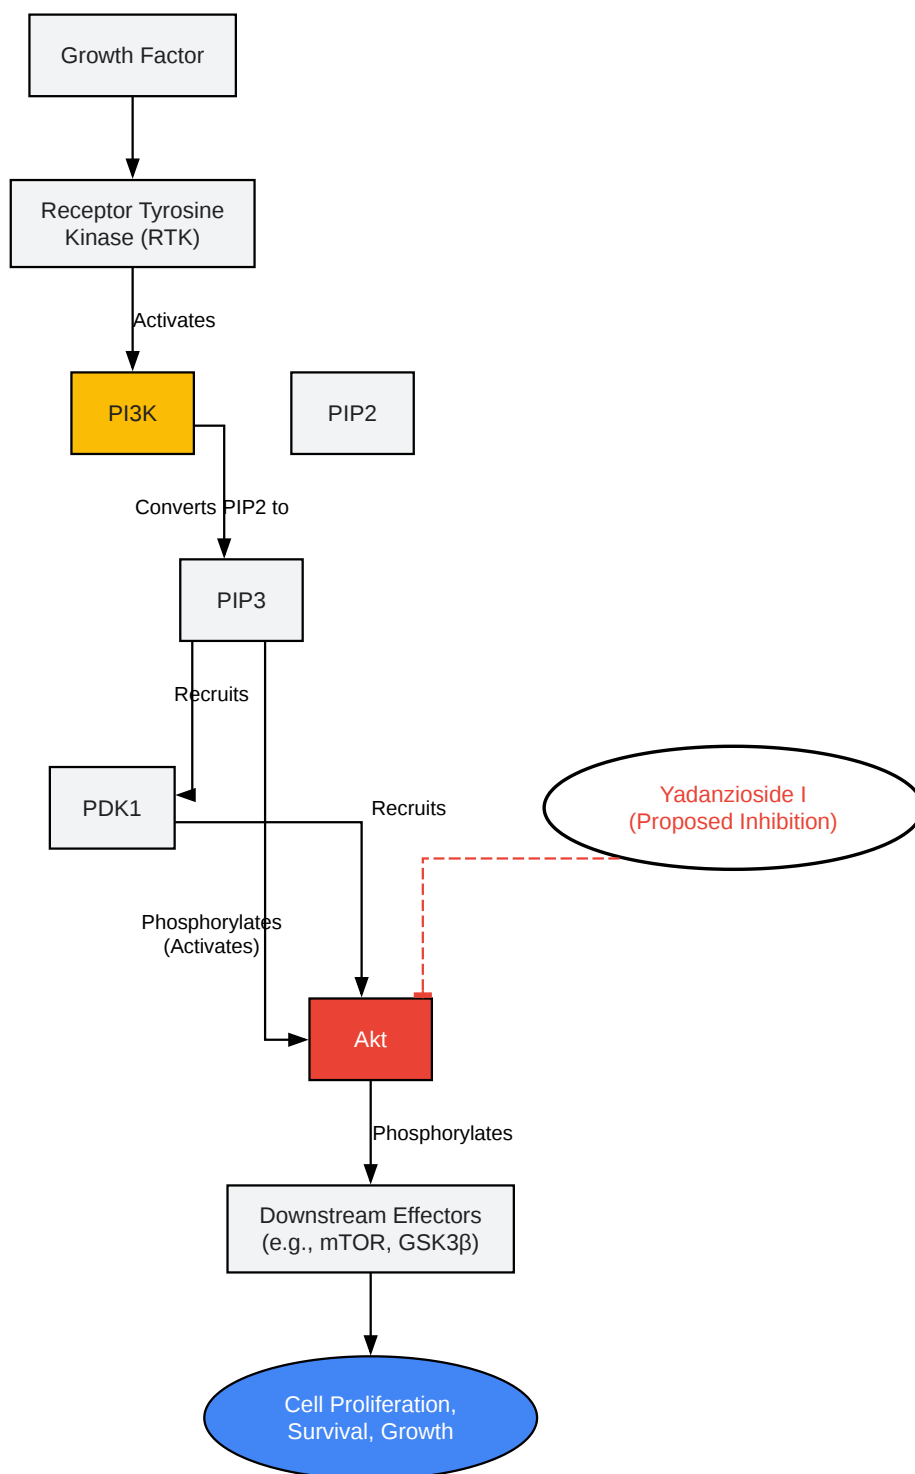 Growth Factor
Receptor Tyrosine
Kinase (RTK)
Activates
PI3K
PIP2
Converts PIP2 to
PIP3
Recruits
PDK1
Recruits
Yadanzioside I
(Proposed Inhibition)
Phosphorylates
(Activates)
Akt
Phosphorylates
Downstream Effectors
(e.g., mTOR, GSK3β)
Cell Proliferation,
Survival, Growth